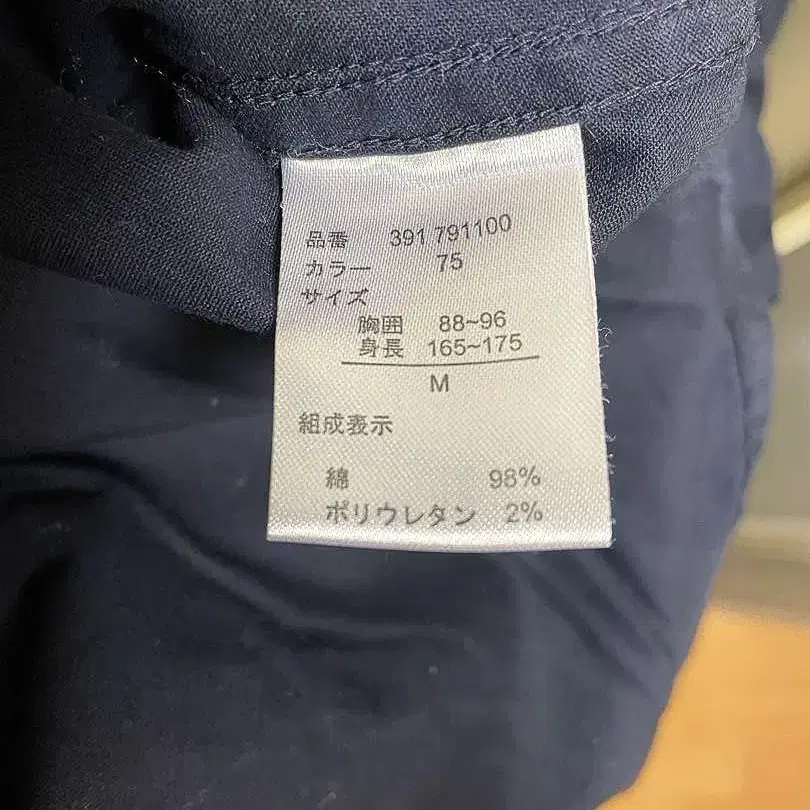 品番 391 791100
カラー 75
サイズ
胸囲 88~96
身長 165~175
M
組成表示
綿 98%
ポリウレタン 2%